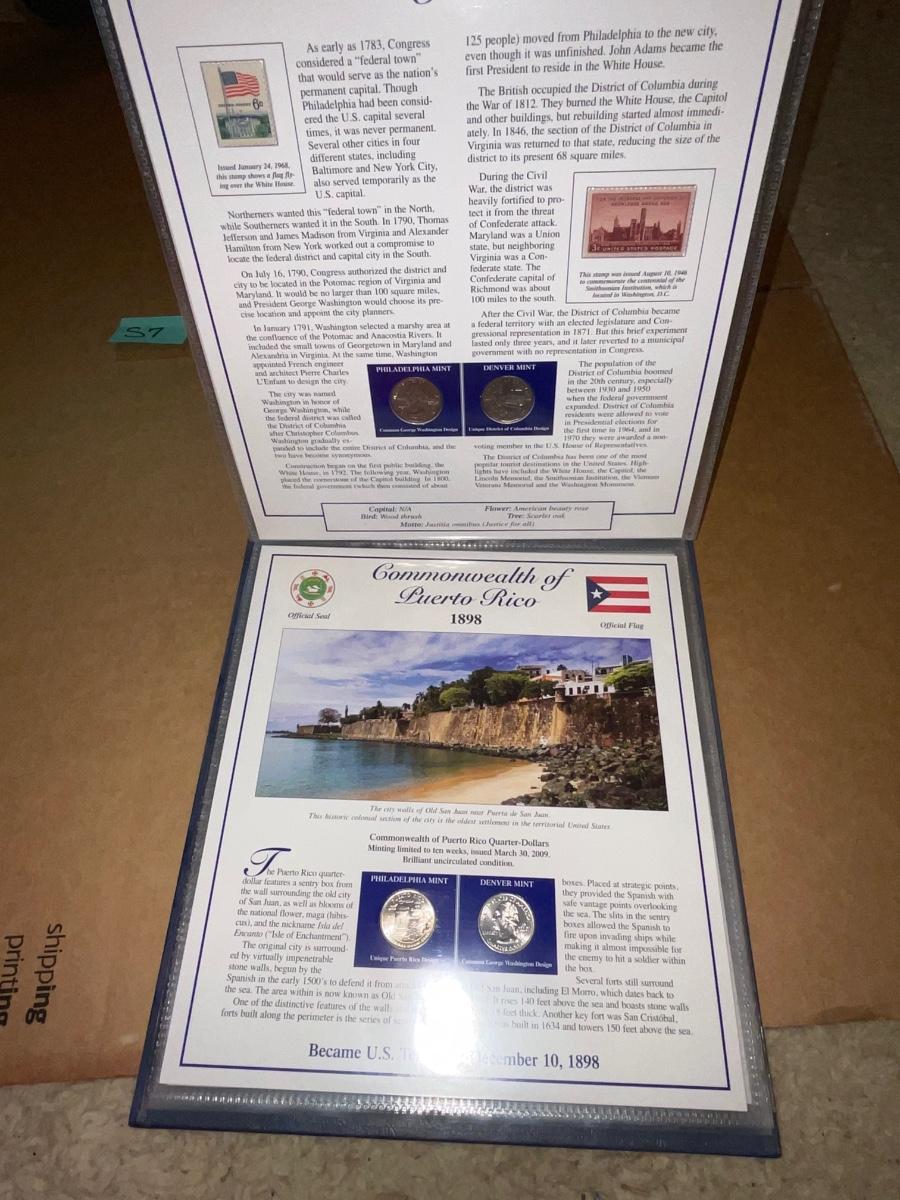 As early as 1783, Congress
considered a "federal town"
that would serve as the nation's
permanent capital. Though
Philadelphia had been consid-
ered the U.S. capital several
times, it was never permanent.
Several other cities in four
different states, including
Baltimore and New York City,
also served temporarily as the
U.S. capital.
6c
Issued January 24, 1968,
this stamp shows a flag fly-
ing over the White House.
Northerners wanted this "federal town" in the North,
while Southerners wanted it in the South. In 1790, Thomas
Jefferson and James Madison from Virginia and Alexander
Hamilton from New York worked out a compromise to
locate the federal district and capital city in the South.
On July 16, 1790, Congress authorized the district and
city to be located in the Potomac region of Virginia and
Maryland. It would be no larger than 100 square miles,
and President George Washington would choose its pre-
cise location and appoint the city planners.
In January 1791, Washington selected a marshy area at
the confluence of the Potomac and Anacostia Rivers. It
included the small towns of Georgetown in Maryland and
Alexandria in Virginia. At the same time, Washington
appointed French engineer
and architect Pierre Charles
L'Enfant to design the city.
The city was named
Washington in honor of
George Washington, while
the federal district was called
the District of Columbia
after Christopher Columbus.
Washington gradually ex-
panded to include the entire District of Columbia, and the
two have become synonymous.
Construction began on the first public building, the
White House, in 1792. The following year, Washington
placed the cornerstone of the Capitol building. In 1800,
the federal government (which then consisted of about
125 people) moved from Philadelphia to the new city,
even though it was unfinished. John Adams became the
first President to reside in the White House.
The British occupied the District of Columbia during
the War of 1812. They burned the White House, the Capitol
and other buildings, but rebuilding started almost immedi-
ately. In 1846, the section of the District of Columbia in
Virginia was returned to that state, reducing the size of the
district to its present 68 square miles.
During the Civil
War, the district was
heavily fortified to pro-
tect it from the threat
of Confederate attack.
Maryland was a Union
state, but neighboring
Virginia was a Con-
federate state. The
Confederate capital of
Richmond was about
100 miles to the south.
3¢ UNITED STATES POSTAGE
This stamp was issued August 10, 1946
to commemorate the centennial of the
Smithsonian Institution, which is
located in Washington, D.C.
After the Civil War, the District of Columbia became
a federal territory with an elected legislature and Con-
gressional representation in 1871. But this brief experiment
lasted only three years, and it later reverted to a municipal
government with no representation in Congress.
The population of the
District of Columbia boomed
in the 20th century, especially
between 1930 and 1950
when the federal government
expanded. District of Columbia
residents were allowed to vote
in Presidential elections for
the first time in 1964, and in
1970 they were awarded a non-
voting member in the U.S. House of Representatives.
The District of Columbia has been one of the most
popular tourist destinations in the United States. High-
lights have included the White House, the Capitol, the
Lincoln Memorial, the Smithsonian Institution, the Vietnam
Veterans Memorial and the Washington Monument.
PHILADELPHIA MINT
Common George Washington Design
DENVER MINT
Unique District of Columbia Design
Capital: N/A
Bird: Wood thrush
Flower: American beauty rose
Tree: Scarlet oak
Motto: Justitia omnibus (Justice for all)
S7
Commonwealth of
Puerto Rico
1898
Official Seal
Official Flag
The city walls of Old San Juan near Puerta de San Juan.
This historic colonial section of the city is the oldest settlement in the territorial United States.
Commonwealth of Puerto Rico Quarter-Dollars
Minting limited to ten weeks, issued March 30, 2009.
Brilliant uncirculated condition.
The Puerto Rico quarter-
dollar features a sentry box from
the wall surrounding the old city
of San Juan, as well as blooms of
the national flower, maga (hibis-
cus), and the nickname Isla del
Encanto ("Isle of Enchantment").
The original city is surround-
ed by virtually impenetrable
stone walls, begun by the
Spanish in the early 1500's to defend it from
the sea. The area within is now known as Old
One of the distinctive features of the wall
forts built along the perimeter is the series of
PHILADELPHIA MINT
Unique Puerto Rico Design
DENVER MINT
Common George Washington Design
boxes. Placed at strategic points,
they provided the Spanish with
safe vantage points overlooking
the sea. The slits in the sentry
boxes allowed the Spanish to
fire upon invading ships while
making it almost impossible for
the enemy to hit a soldier within
the box.
Several forts still surround
San Juan, including El Morro, which dates back to
It rises 140 feet above the sea and boasts stone walls
feet thick. Another key fort was San Cristóbal,
was built in 1634 and towers 150 feet above the sea.
Became U.S. December 10, 1898
Shipping
printing